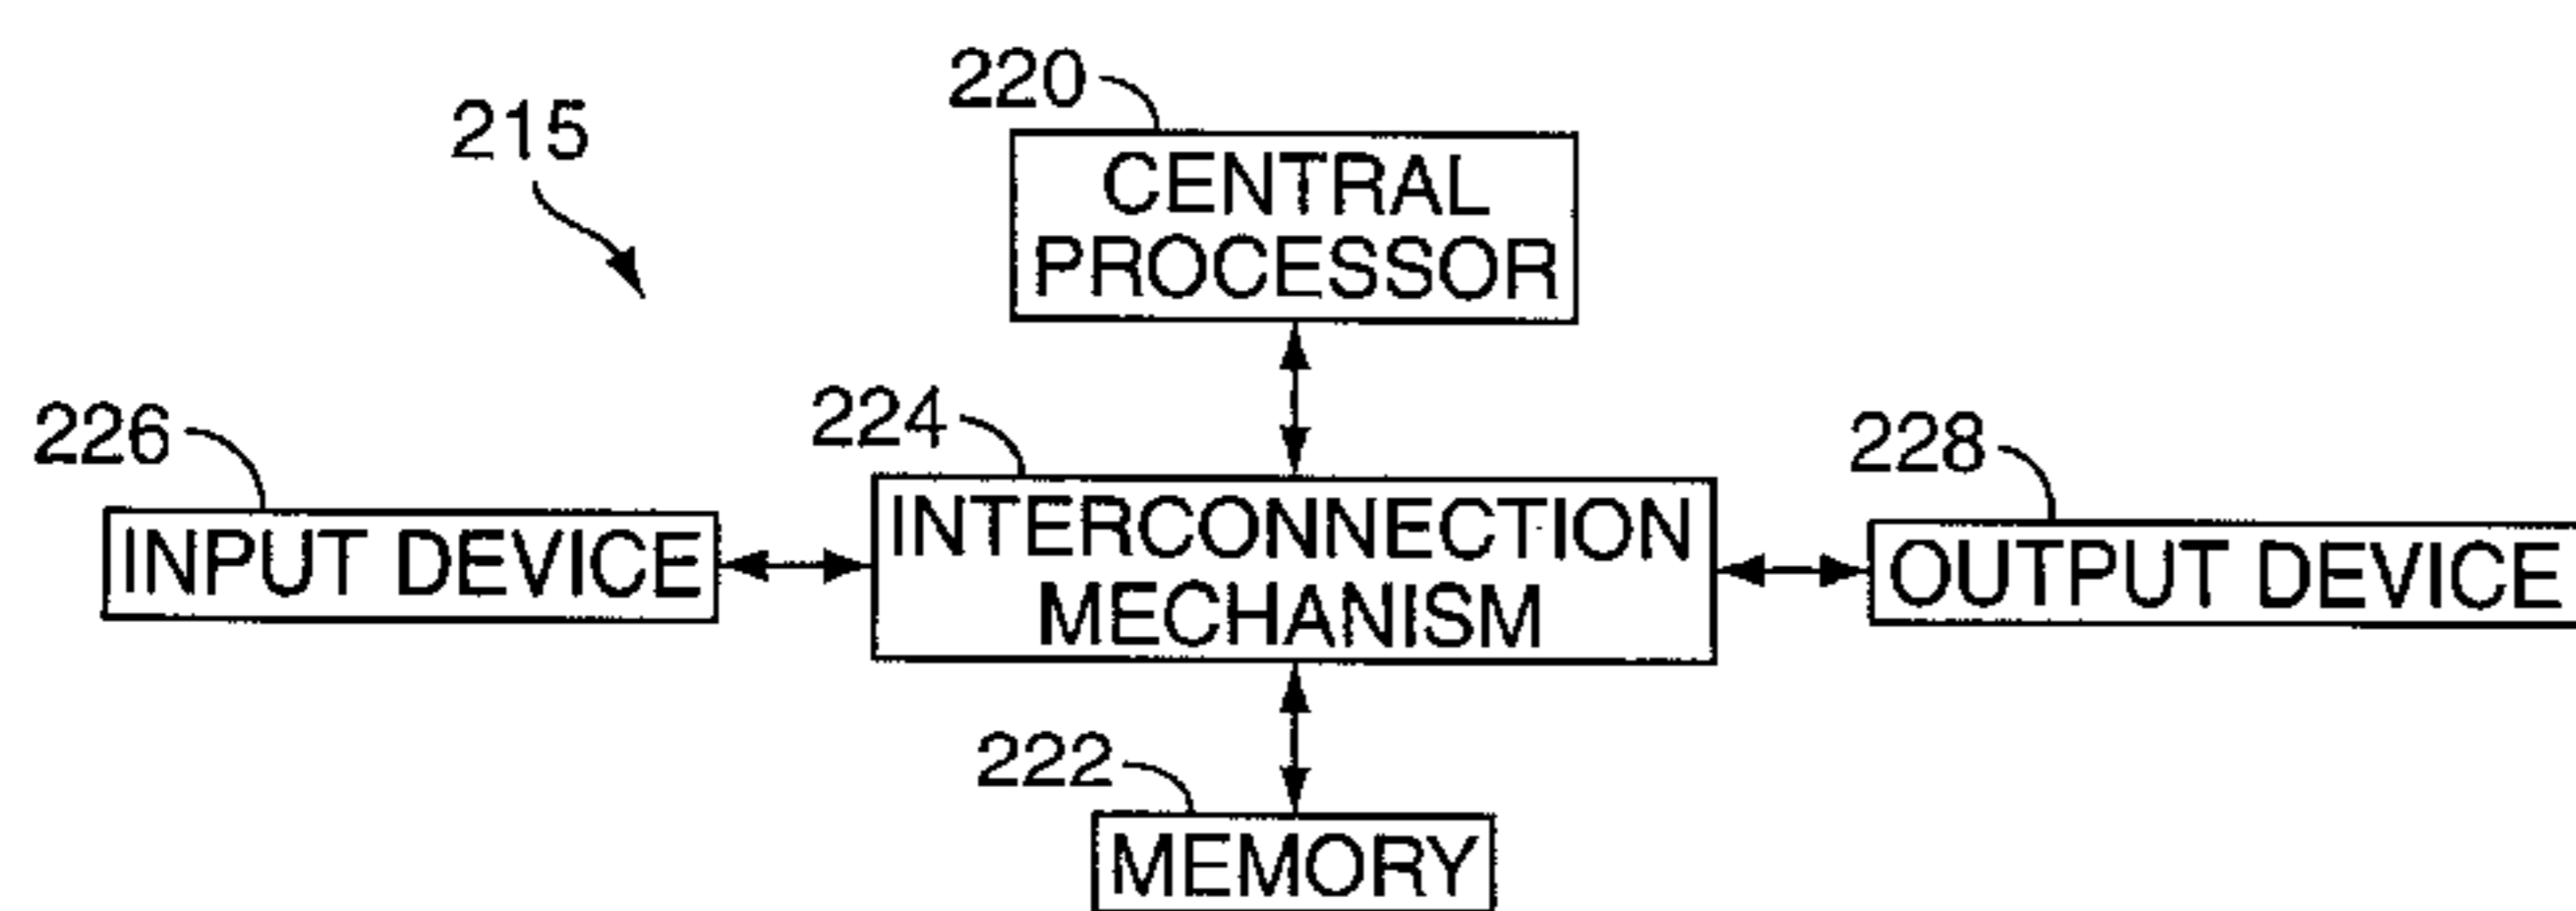 220
215
CENTRAL
PROCESSOR
224
226
228
INPUT DEVICE
INTERCONNECTION
MECHANISM
OUTPUT DEVICE
222
MEMORY